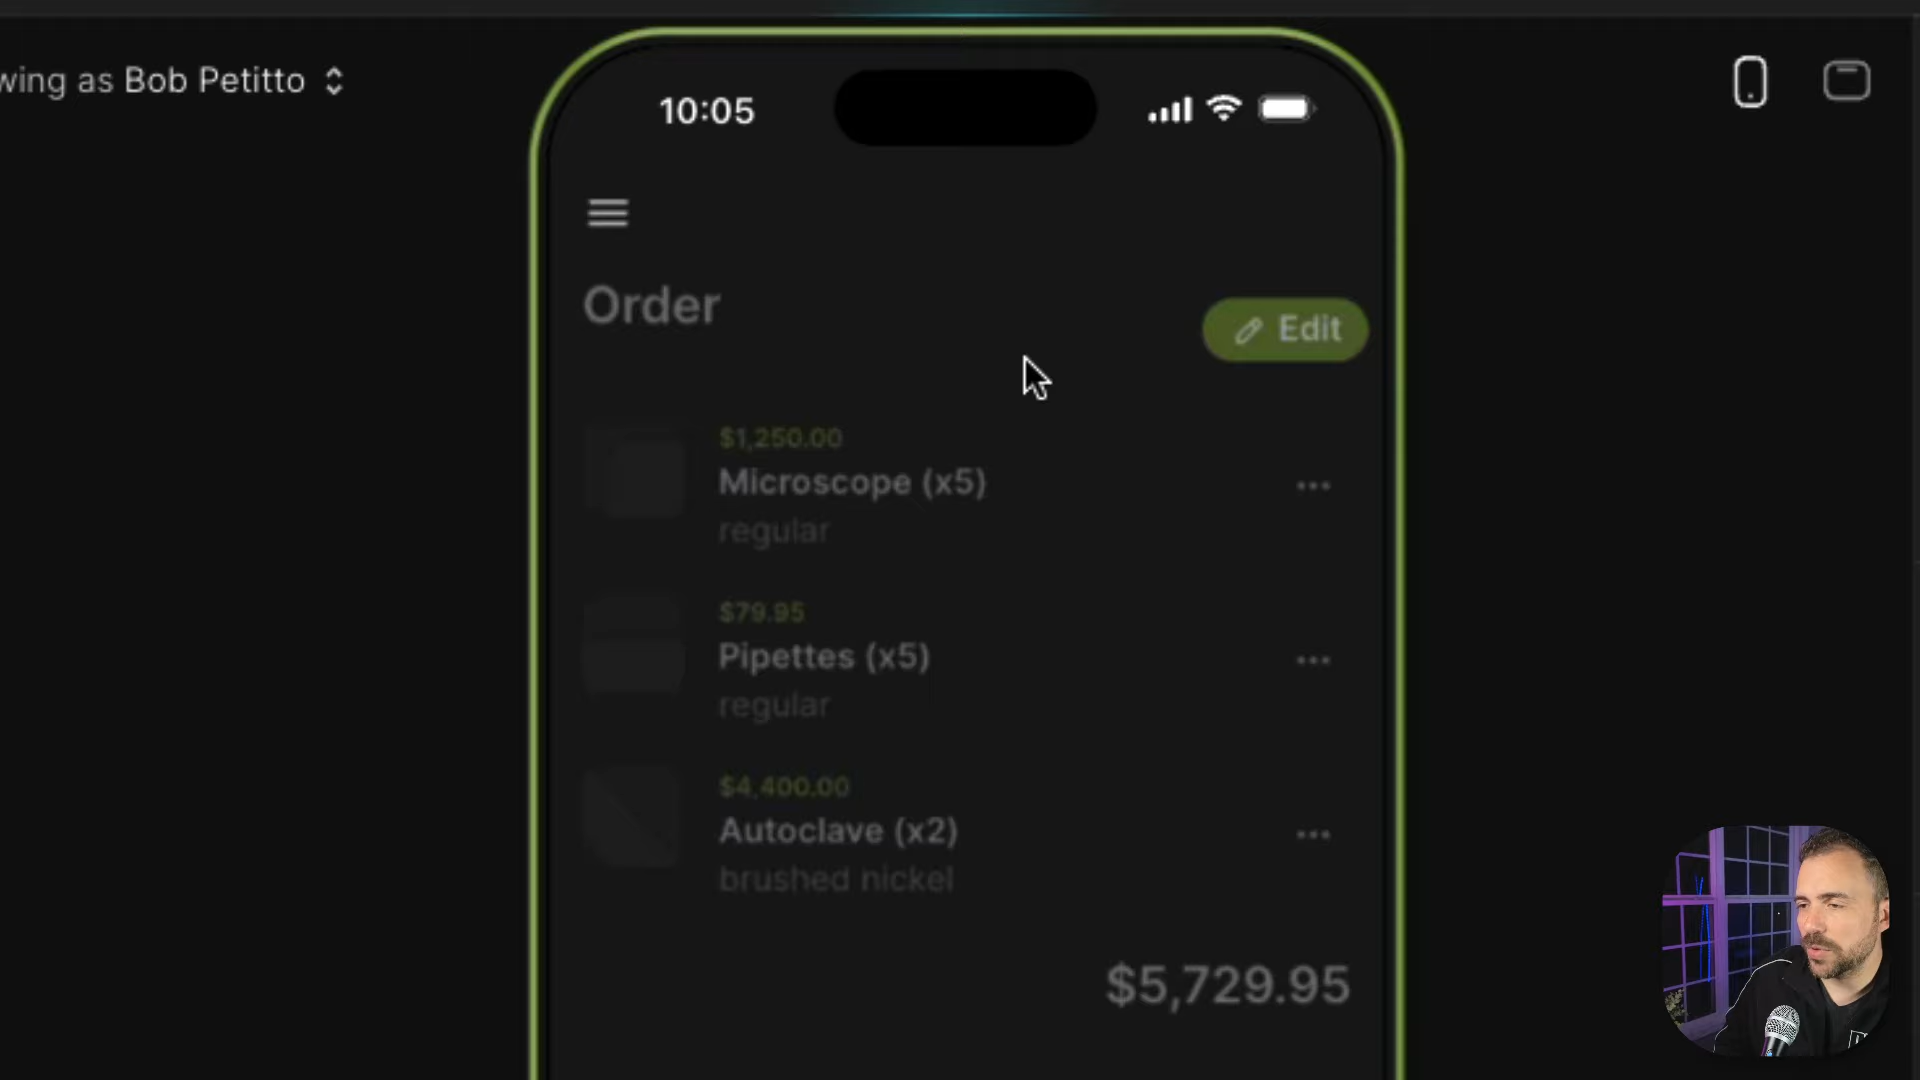 wing as Bob Petitto
10:05
Order
Edit
$1,250.00
Microscope (x5)
regular
$79.95
Pipettes (x5)
regular
$4,400.00
Autoclave (x2)
brushed nickel
$5,729.95